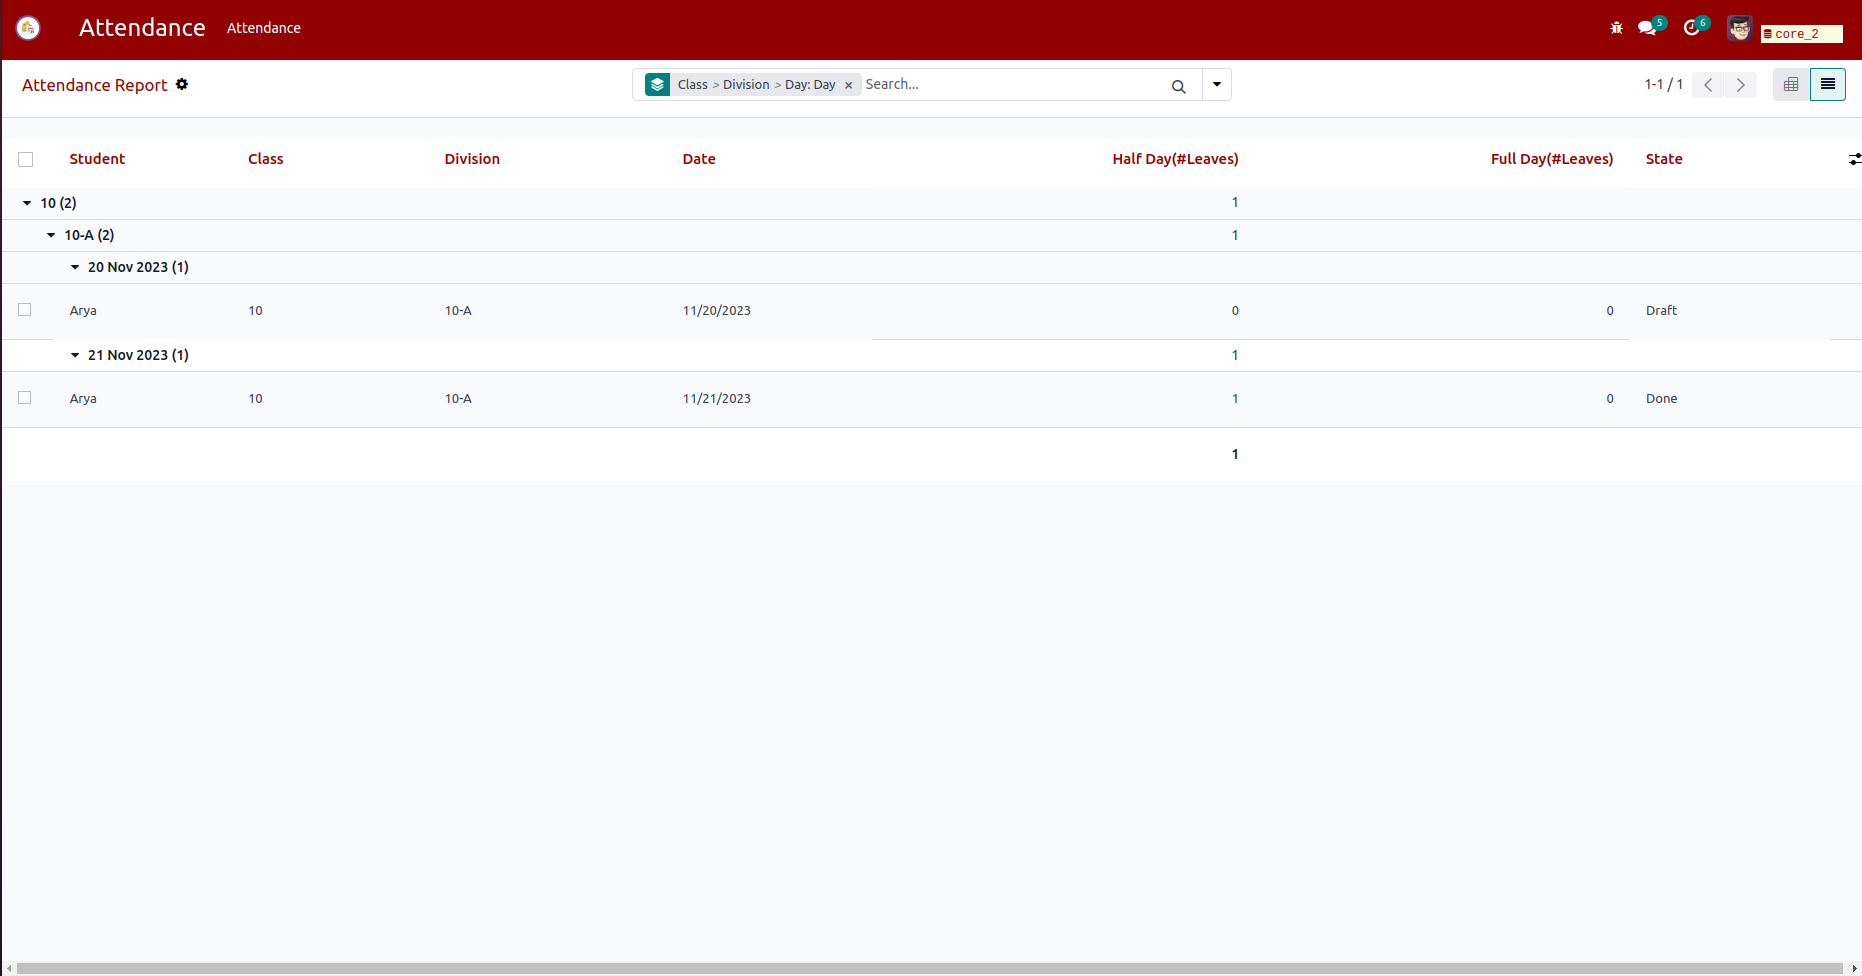 Attendance Attendance 5 6 core_2
Attendance Report Class > Division > Day: Day × Search... 1-1 / 1
Student Class Division Date Half Day(#Leaves) Full Day(#Leaves) State
10 (2) 1
10-A (2) 1
20 Nov 2023 (1)
Arya 10 10-A 11/20/2023 0 0 Draft
21 Nov 2023 (1) 1
Arya 10 10-A 11/21/2023 1 0 Done
1